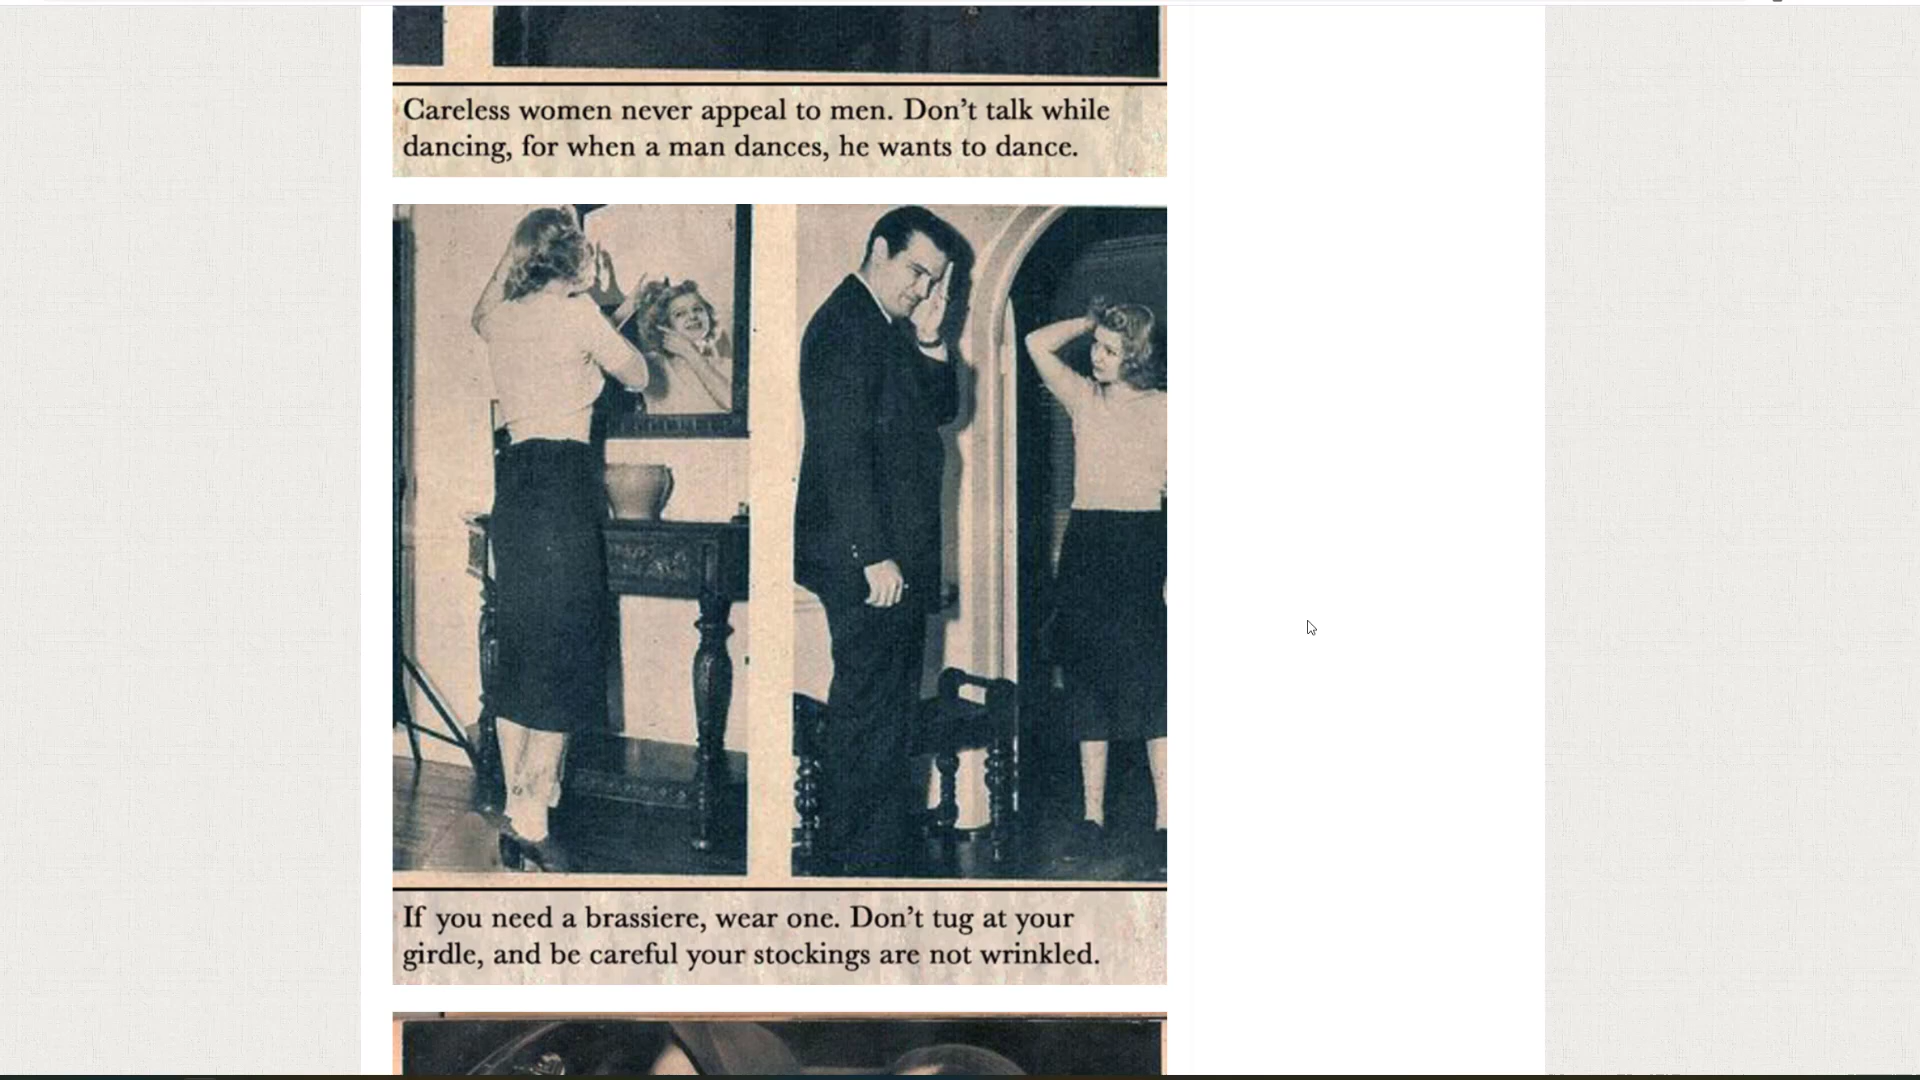 Careless women never appeal to men. Don’t talk while
dancing, for when a man dances, he wants to dance.
If you need a brassiere, wear one. Don’t tug at your
girdle, and be careful your stockings are not wrinkled.